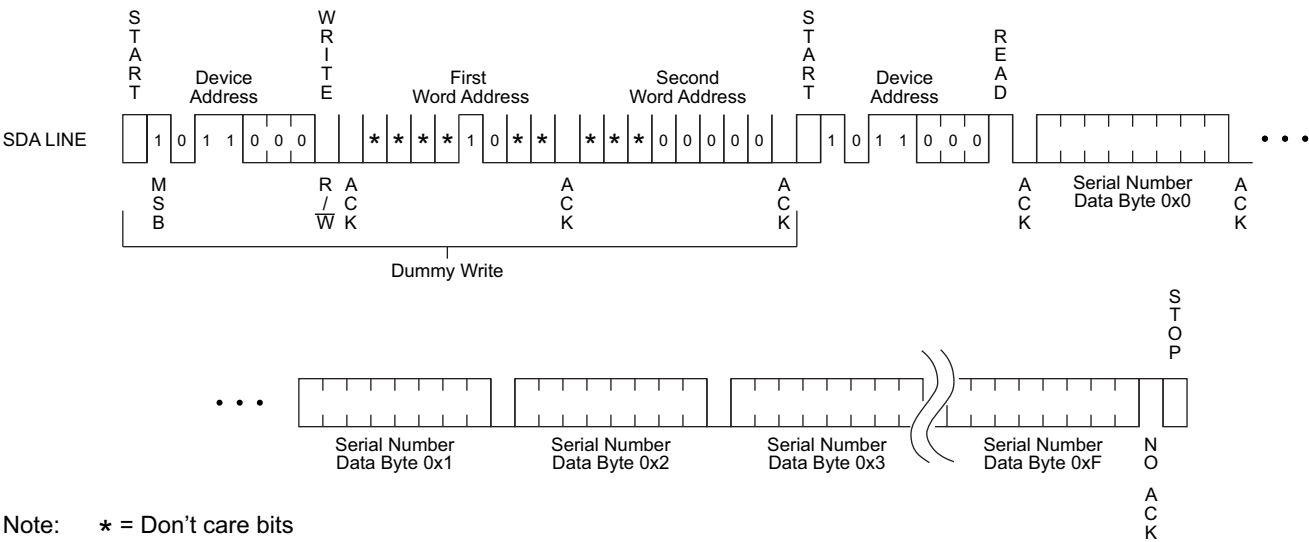 START
WRITE
START
READ
Device
Address
First
Word Address
Second
Word Address
Device
Address
SDA LINE
1 0 1 1 0 0 0
* * * * 1 0 * *
* * * 0 0 0 0 0
1 0 1 1 0 0 0
• • •
MSB
R/W
ACK
ACK
ACK
ACK
Serial Number
Data Byte 0x0
ACK
Dummy Write
STOP
• • •
Serial Number
Data Byte 0x1
Serial Number
Data Byte 0x2
Serial Number
Data Byte 0x3
Serial Number
Data Byte 0xF
NO ACK
Note: * = Don't care bits